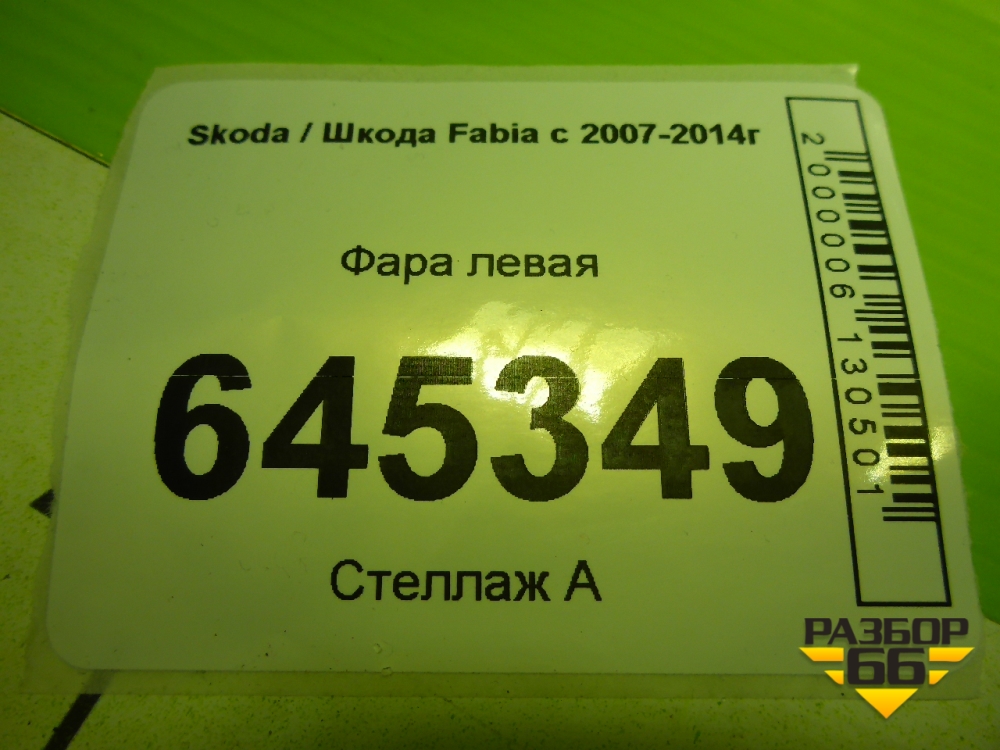 Skoda / Шкода Fabia с 2007-2014г
Фара левая
645349
Стеллаж А
2000006130501
РАЗБОР
66